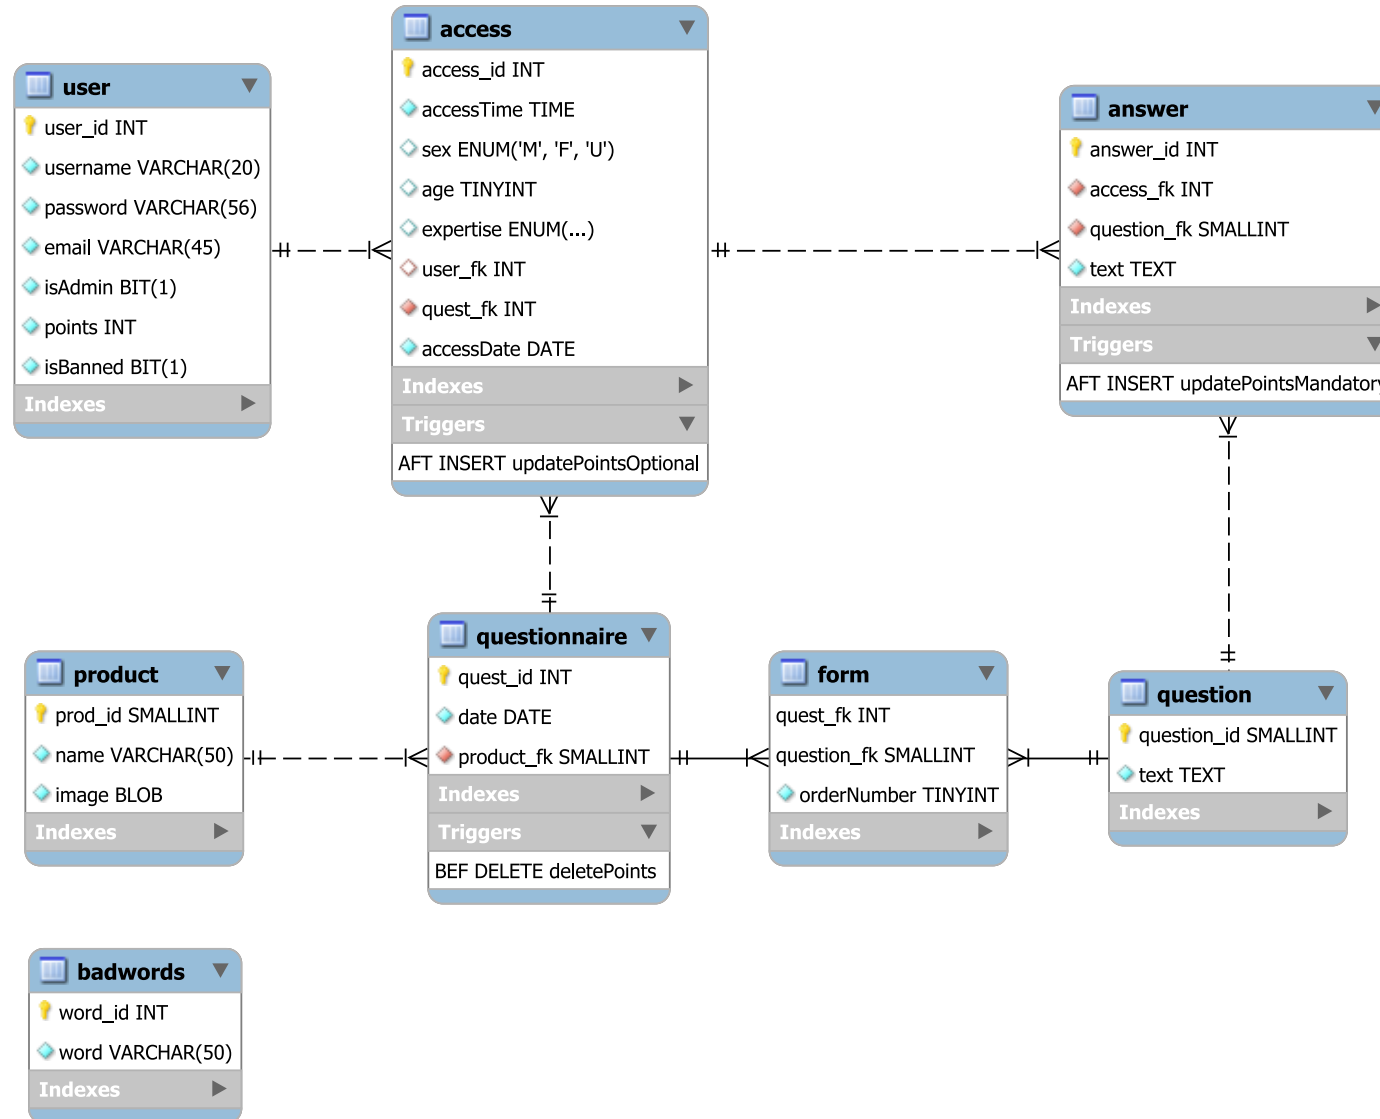 access
access_id INT
accessTime TIME
sex ENUM('M', 'F', 'U')
age TINYINT
expertise ENUM(...)
user_fk INT
quest_fk INT
accessDate DATE
Indexes
Triggers
AFT INSERT updatePointsOptional
user
user_id INT
username VARCHAR(20)
password VARCHAR(56)
email VARCHAR(45)
isAdmin BIT(1)
points INT
isBanned BIT(1)
Indexes
answer
answer_id INT
access_fk INT
question_fk SMALLINT
text TEXT
Indexes
Triggers
AFT INSERT updatePointsMandatory
product
prod_id SMALLINT
name VARCHAR(50)
image BLOB
Indexes
questionnaire
quest_id INT
date DATE
product_fk SMALLINT
Indexes
Triggers
BEF DELETE deletePoints
form
quest_fk INT
question_fk SMALLINT
orderNumber TINYINT
Indexes
question
question_id SMALLINT
text TEXT
Indexes
badwords
word_id INT
word VARCHAR(50)
Indexes